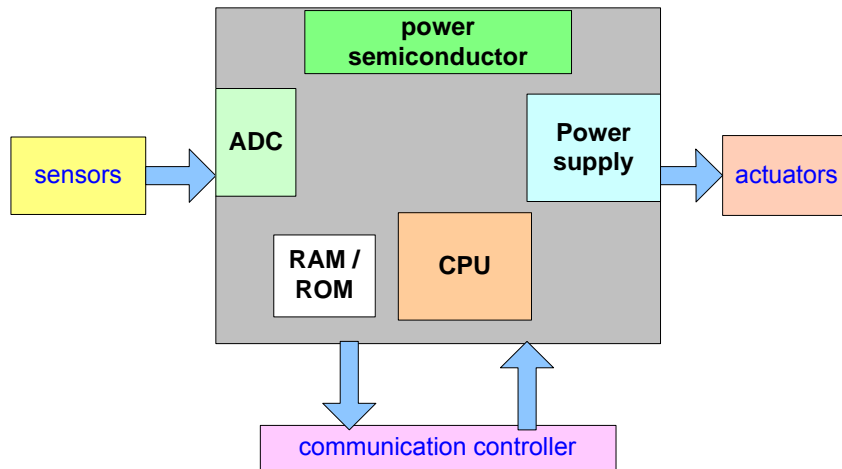 power
semiconductor
ADC
Power
supply
sensors
actuators
RAM /
ROM
CPU
communication controller